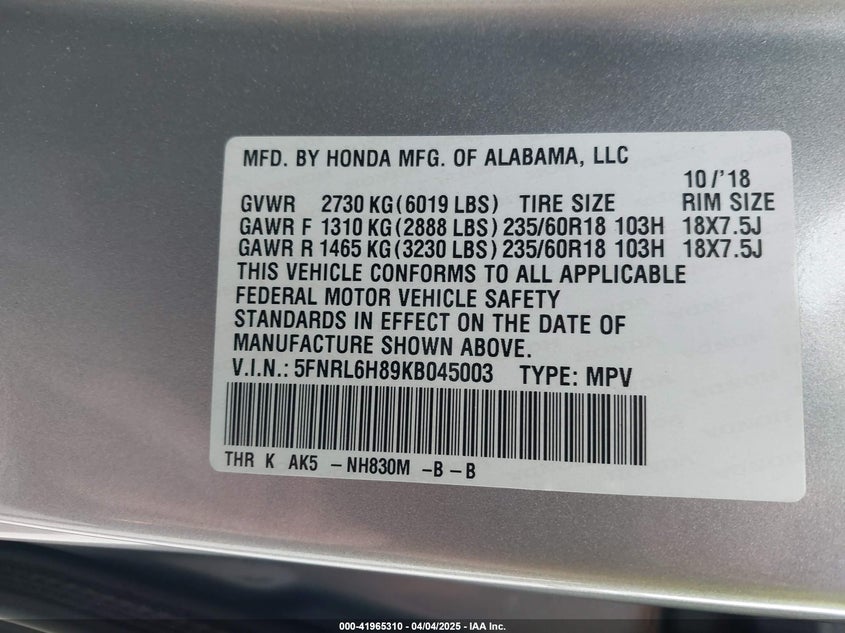 MFD. BY HONDA MFG. OF ALABAMA, LLC
10/'18
GVWR 2730 KG(6019 LBS) TIRE SIZE RIM SIZE
GAWR F 1310 KG(2888 LBS) 235/60R18 103H 18X7.5J
GAWR R 1465 KG(3230 LBS) 235/60R18 103H 18X7.5J
THIS VEHICLE CONFORMS TO ALL APPLICABLE
FEDERAL MOTOR VEHICLE SAFETY
STANDARDS IN EFFECT ON THE DATE OF
MANUFACTURE SHOWN ABOVE.
V.I.N.: 5FNRL6H89KB045003 TYPE: MPV
THR K AK5 -NH830M -B-B
000-41965310 - 04/04/2025 - IAA Inc.